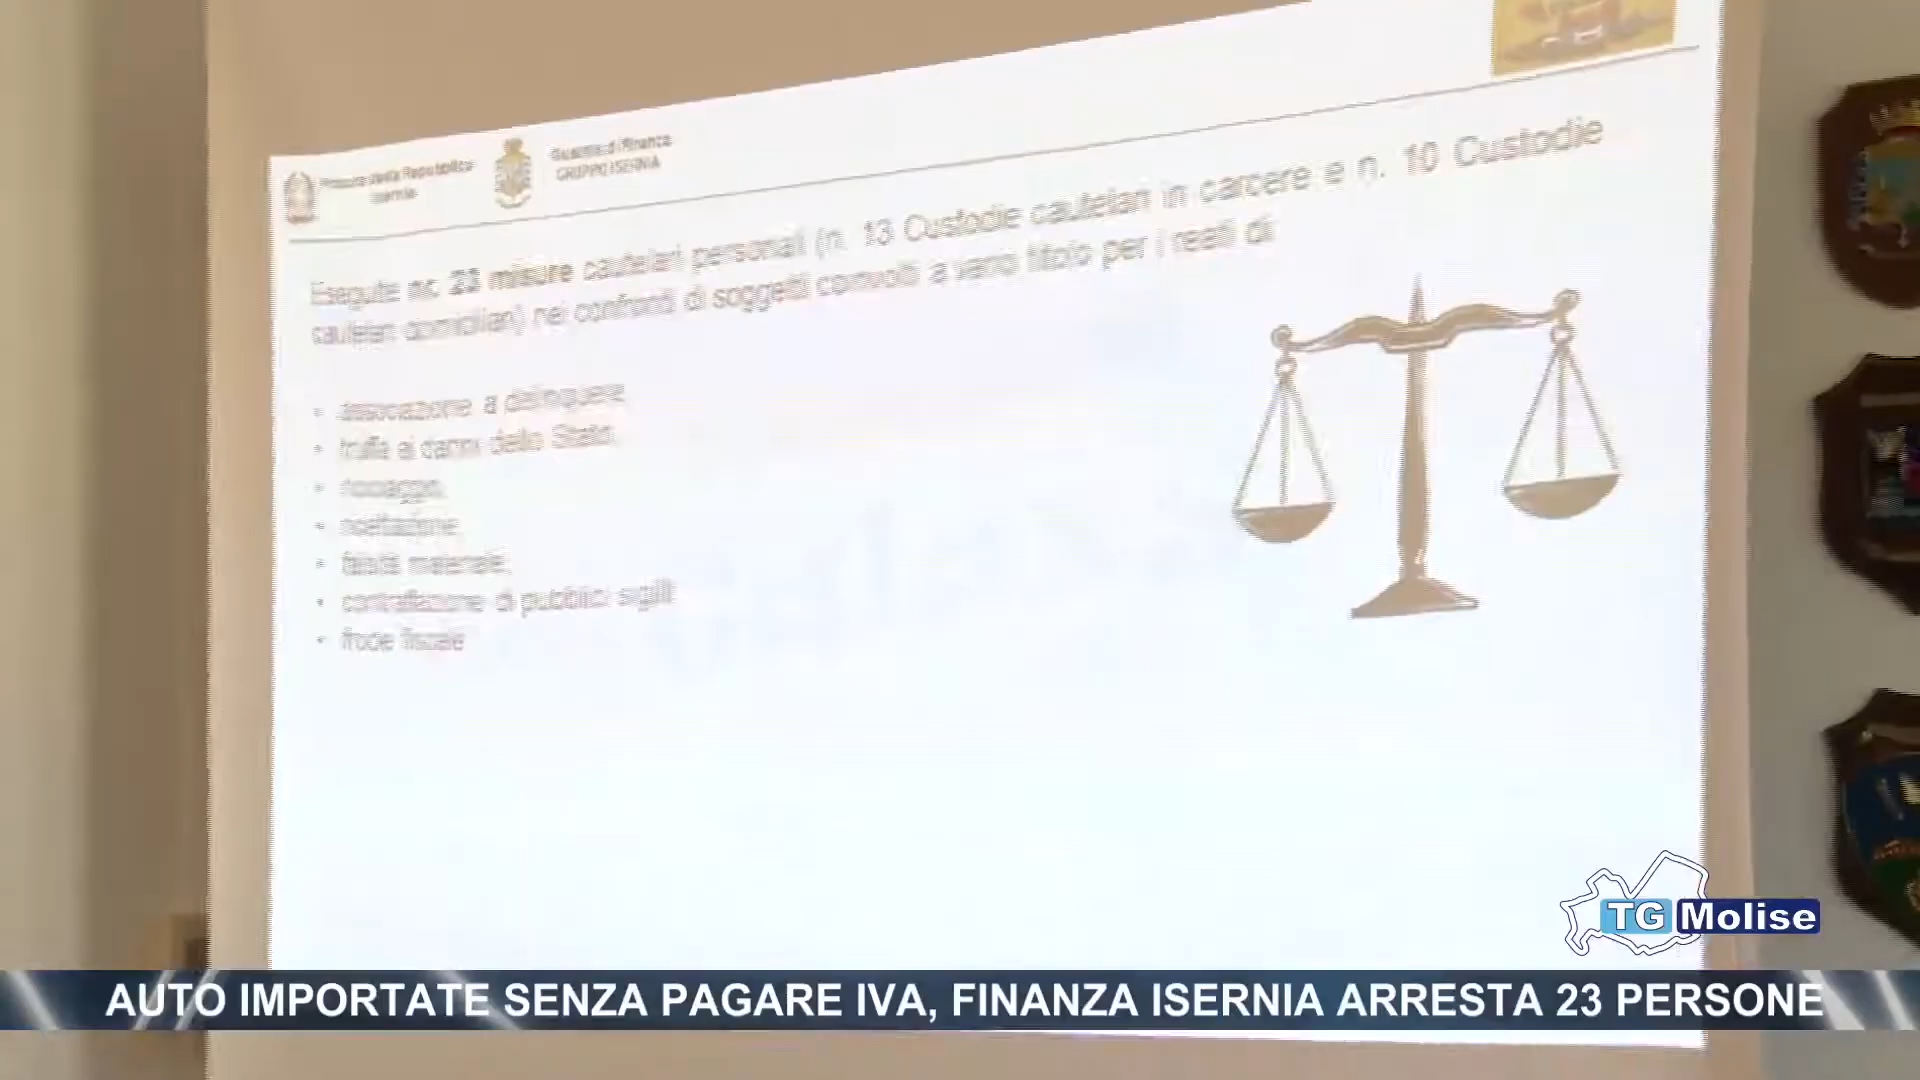 Procura della Repubblica
Isernia
Guardia di Finanza
GRUPPO ISERNIA
Eseguite nr. 23 misure cautelari personali (n. 13 Custodie cautelari in carcere e n. 10 Custodie
cautelari domiciliari) nei confronti di soggetti coinvolti a vario titolo per i reati di:
• associazione a delinquere
• truffa ai danni dello Stato,
• riciclaggio,
• ricettazione,
• falsità materiale,
• contraffazione di pubblici sigilli
• frode fiscale
TG Molise
AUTO IMPORTATE SENZA PAGARE IVA, FINANZA ISERNIA ARRESTA 23 PERSONE